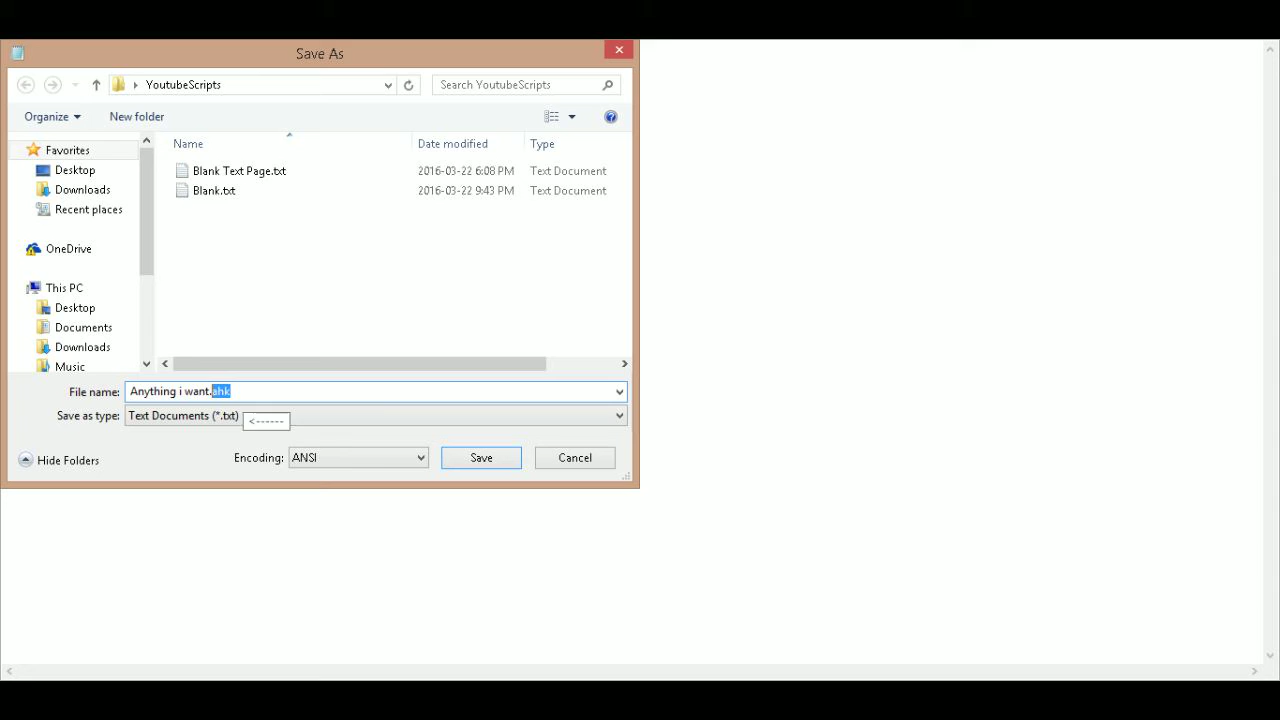 Save As
YoutubeScripts
Search YoutubeScripts
Organize
New folder
Name
Date modified
Type
Favorites
Desktop
Downloads
Recent places
OneDrive
This PC
Desktop
Documents
Downloads
Music
Blank Text Page.txt
2016-03-22 6:08 PM
Text Document
Blank.txt
2016-03-22 9:43 PM
Text Document
File name:
Anything i want.ahk
Save as type:
Text Documents (*.txt)
<------
Hide Folders
Encoding:
ANSI
Save
Cancel